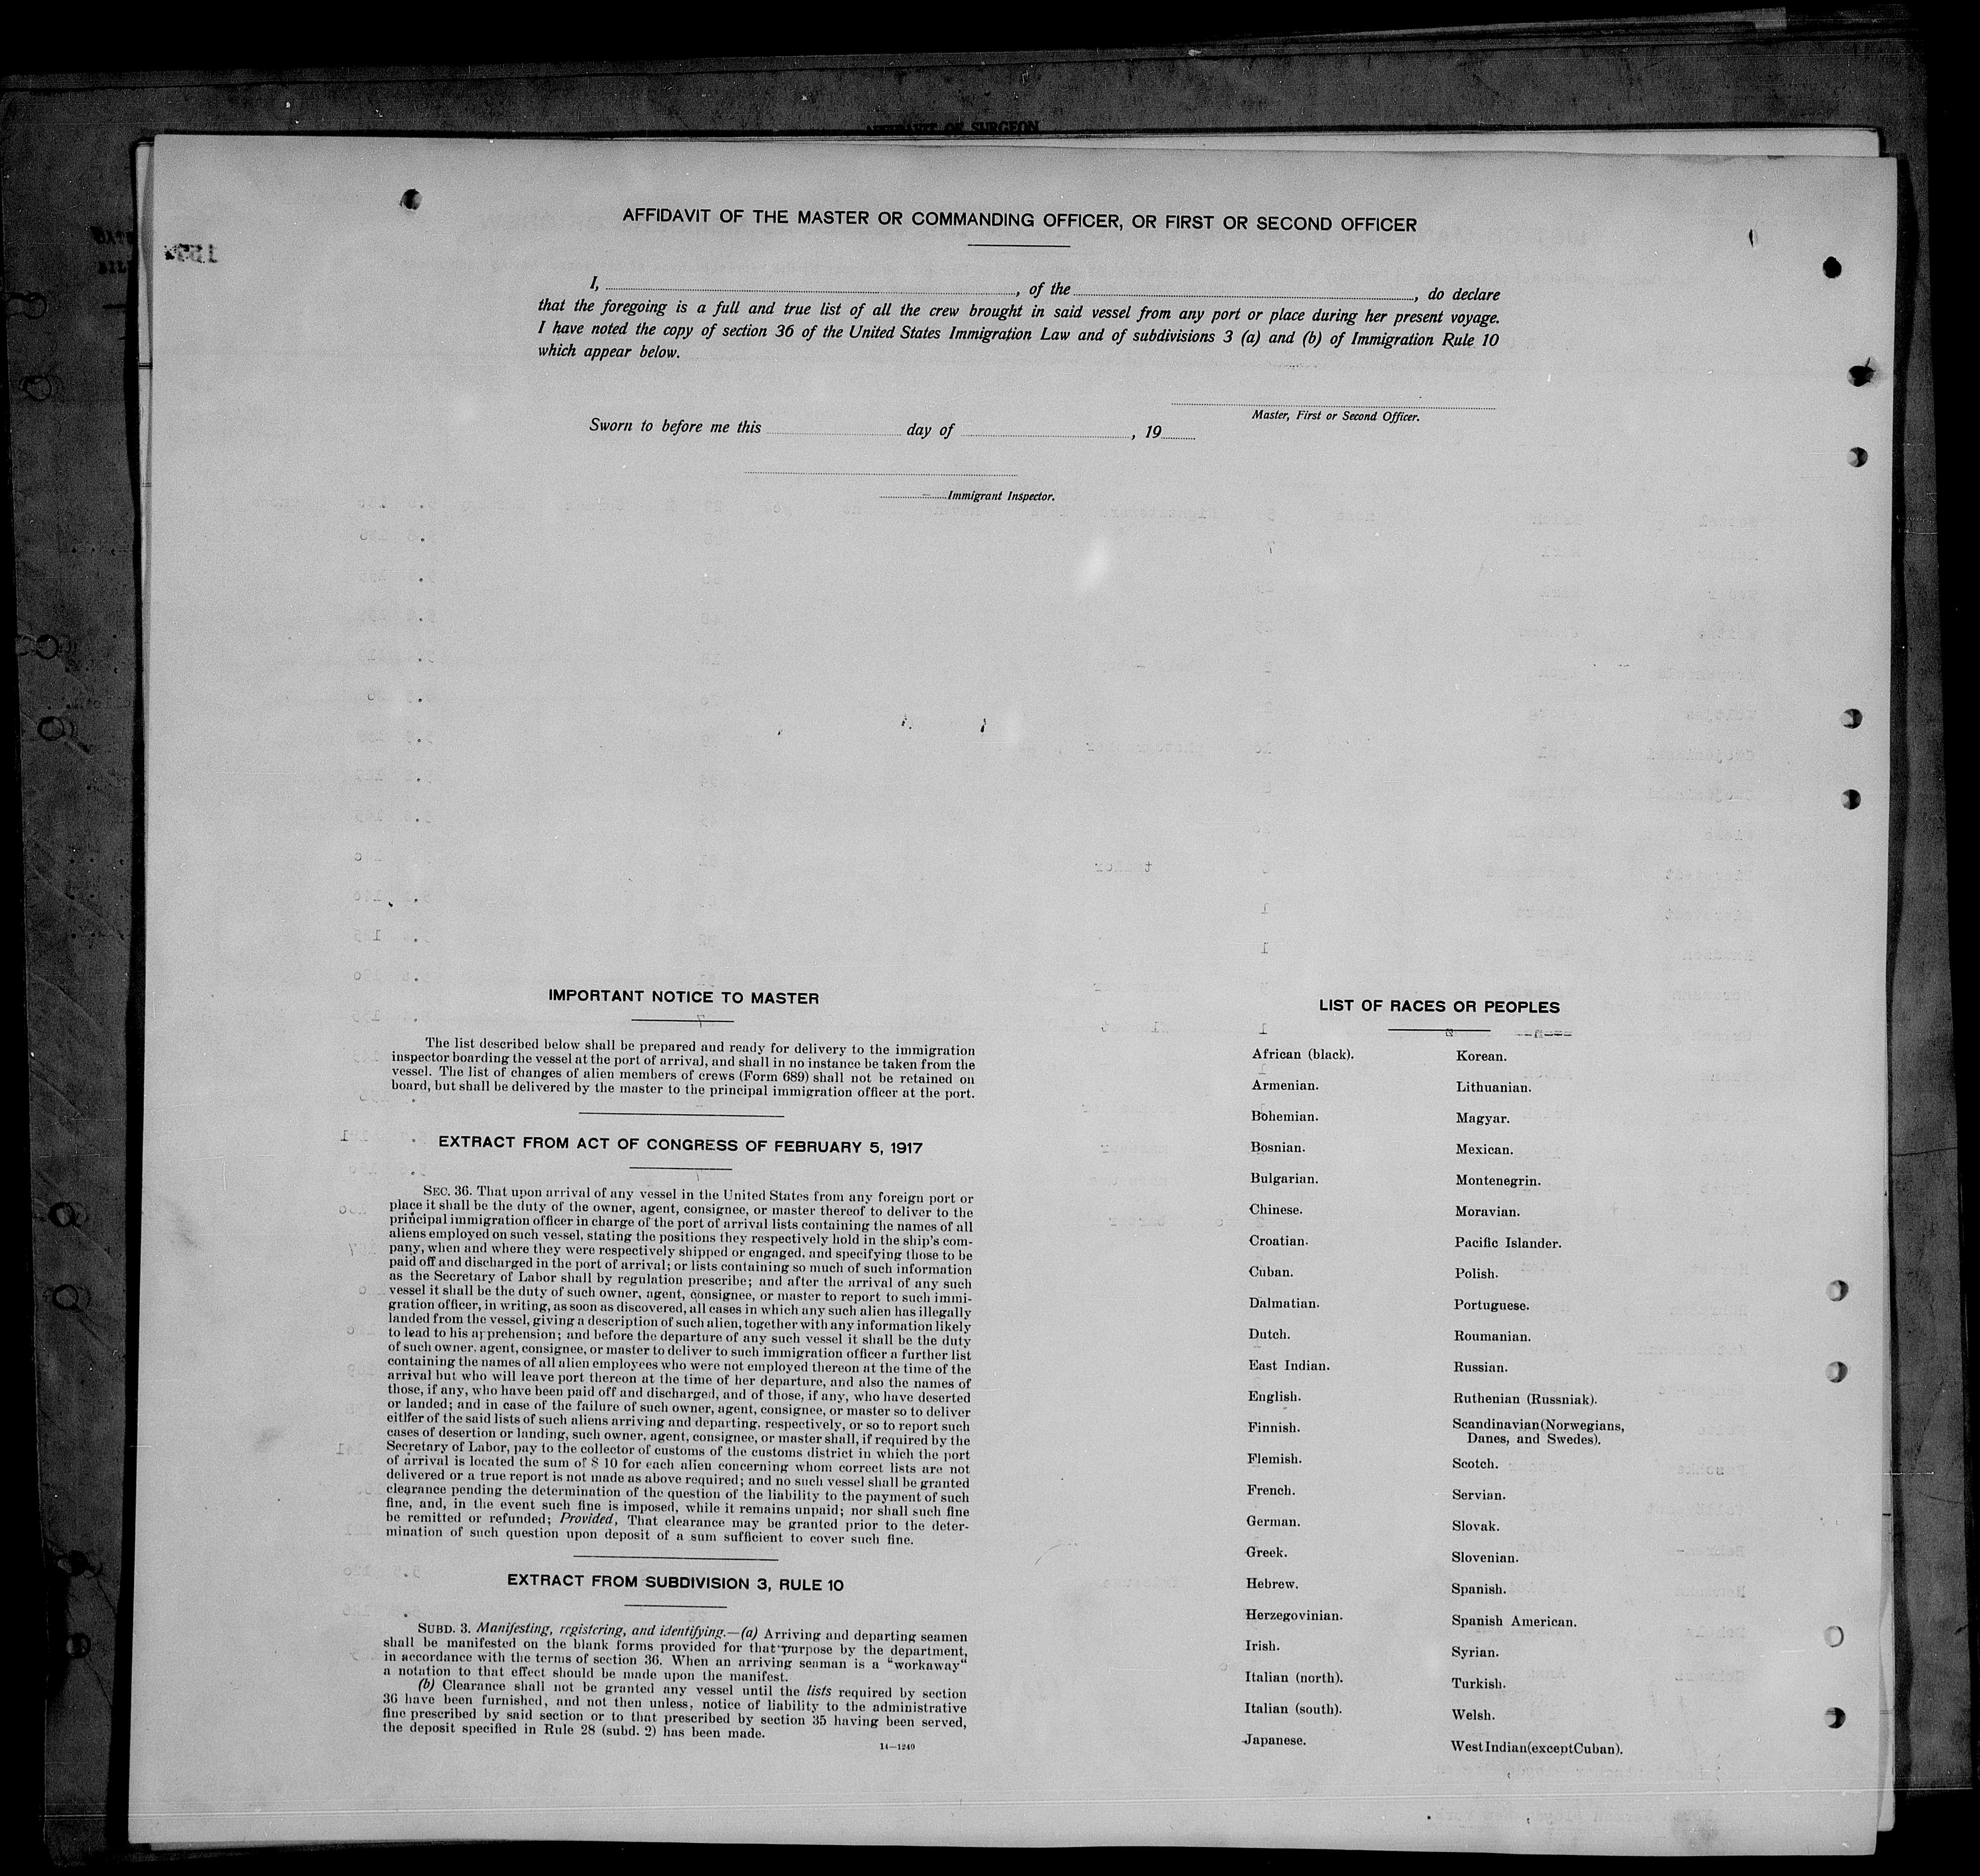 AFFIDAVIT OF SURGEON
AFFIDAVIT OF THE MASTER OR COMMANDING OFFICER, OR FIRST OR SECOND OFFICER
I, , of the , do declare
that the foregoing is a full and true list of all the crew brought in said vessel from any port or place during her present voyage.
I have noted the copy of section 36 of the United States Immigration Law and of subdivisions 3 (a) and (b) of Immigration Rule 10
which appear below.
Master, First or Second Officer.
Sworn to before me this day of , 19
Immigrant Inspector.
IMPORTANT NOTICE TO MASTER
The list described below shall be prepared and ready for delivery to the immigration
inspector boarding the vessel at the port of arrival, and shall in no instance be taken from the
vessel. The list of changes of alien members of crews (Form 689) shall not be retained on
board, but shall be delivered by the master to the principal immigration officer at the port.
EXTRACT FROM ACT OF CONGRESS OF FEBRUARY 5, 1917
SEC. 36. That upon arrival of any vessel in the United States from any foreign port or
place it shall be the duty of the owner, agent, consignee, or master thereof to deliver to the
principal immigration officer in charge of the port of arrival lists containing the names of all
aliens employed on such vessel, stating the positions they respectively hold in the ship's com-
pany, when and where they were respectively shipped or engaged, and specifying those to be
paid off and discharged in the port of arrival; or lists containing so much of such information
as the Secretary of Labor shall by regulation prescribe; and after the arrival of any such
vessel it shall be the duty of such owner, agent, consignee, or master to report to such immi-
gration officer, in writing, as soon as discovered, all cases in which any such alien has illegally
landed from the vessel, giving a description of such alien, together with any information likely
to lead to his apprehension; and before the departure of any such vessel it shall be the duty
of such owner, agent, consignee, or master to deliver to such immigration officer a further list
containing the names of all alien employees who were not employed thereon at the time of the
arrival but who will leave port thereon at the time of her departure, and also the names of
those, if any, who have been paid off and discharged, and of those, if any, who have deserted
or landed; and in case of the failure of such owner, agent, consignee, or master so to deliver
either of the said lists of such aliens arriving and departing, respectively, or so to report such
cases of desertion or landing, such owner, agent, consignee, or master shall, if required by the
Secretary of Labor, pay to the collector of customs of the customs district in which the port
of arrival is located the sum of $ 10 for each alien concerning whom correct lists are not
delivered or a true report is not made as above required; and no such vessel shall be granted
clearance pending the determination of the question of the liability to the payment of such
fine, and, in the event such fine is imposed, while it remains unpaid; nor shall such fine
be remitted or refunded; Provided, That clearance may be granted prior to the deter-
mination of such question upon deposit of a sum sufficient to cover such fine.
EXTRACT FROM SUBDIVISION 3, RULE 10
SUBD. 3. Manifesting, registering, and identifying.—(a) Arriving and departing seamen
shall be manifested on the blank forms provided for that purpose by the department,
in accordance with the terms of section 36. When an arriving seaman is a "workaway"
a notation to that effect should be made upon the manifest.
(b) Clearance shall not be granted any vessel until the lists required by section
36 have been furnished, and not then unless, notice of liability to the administrative
fine prescribed by said section or to that prescribed by section 35 having been served,
the deposit specified in Rule 28 (subd. 2) has been made.
14—1240
LIST OF RACES OR PEOPLES
African (black).
Armenian.
Bohemian.
Bosnian.
Bulgarian.
Chinese.
Croatian.
Cuban.
Dalmatian.
Dutch.
East Indian.
English.
Finnish.
Flemish.
French.
German.
Greek.
Hebrew.
Herzegovinian.
Irish.
Italian (north).
Italian (south).
Japanese.
Korean.
Lithuanian.
Magyar.
Mexican.
Montenegrin.
Moravian.
Pacific Islander.
Polish.
Portuguese.
Roumanian.
Russian.
Ruthenian (Russniak).
Scandinavian (Norwegians,
Danes, and Swedes).
Scotch.
Servian.
Slovak.
Slovenian.
Spanish.
Spanish American.
Syrian.
Turkish.
Welsh.
West Indian (except Cuban).